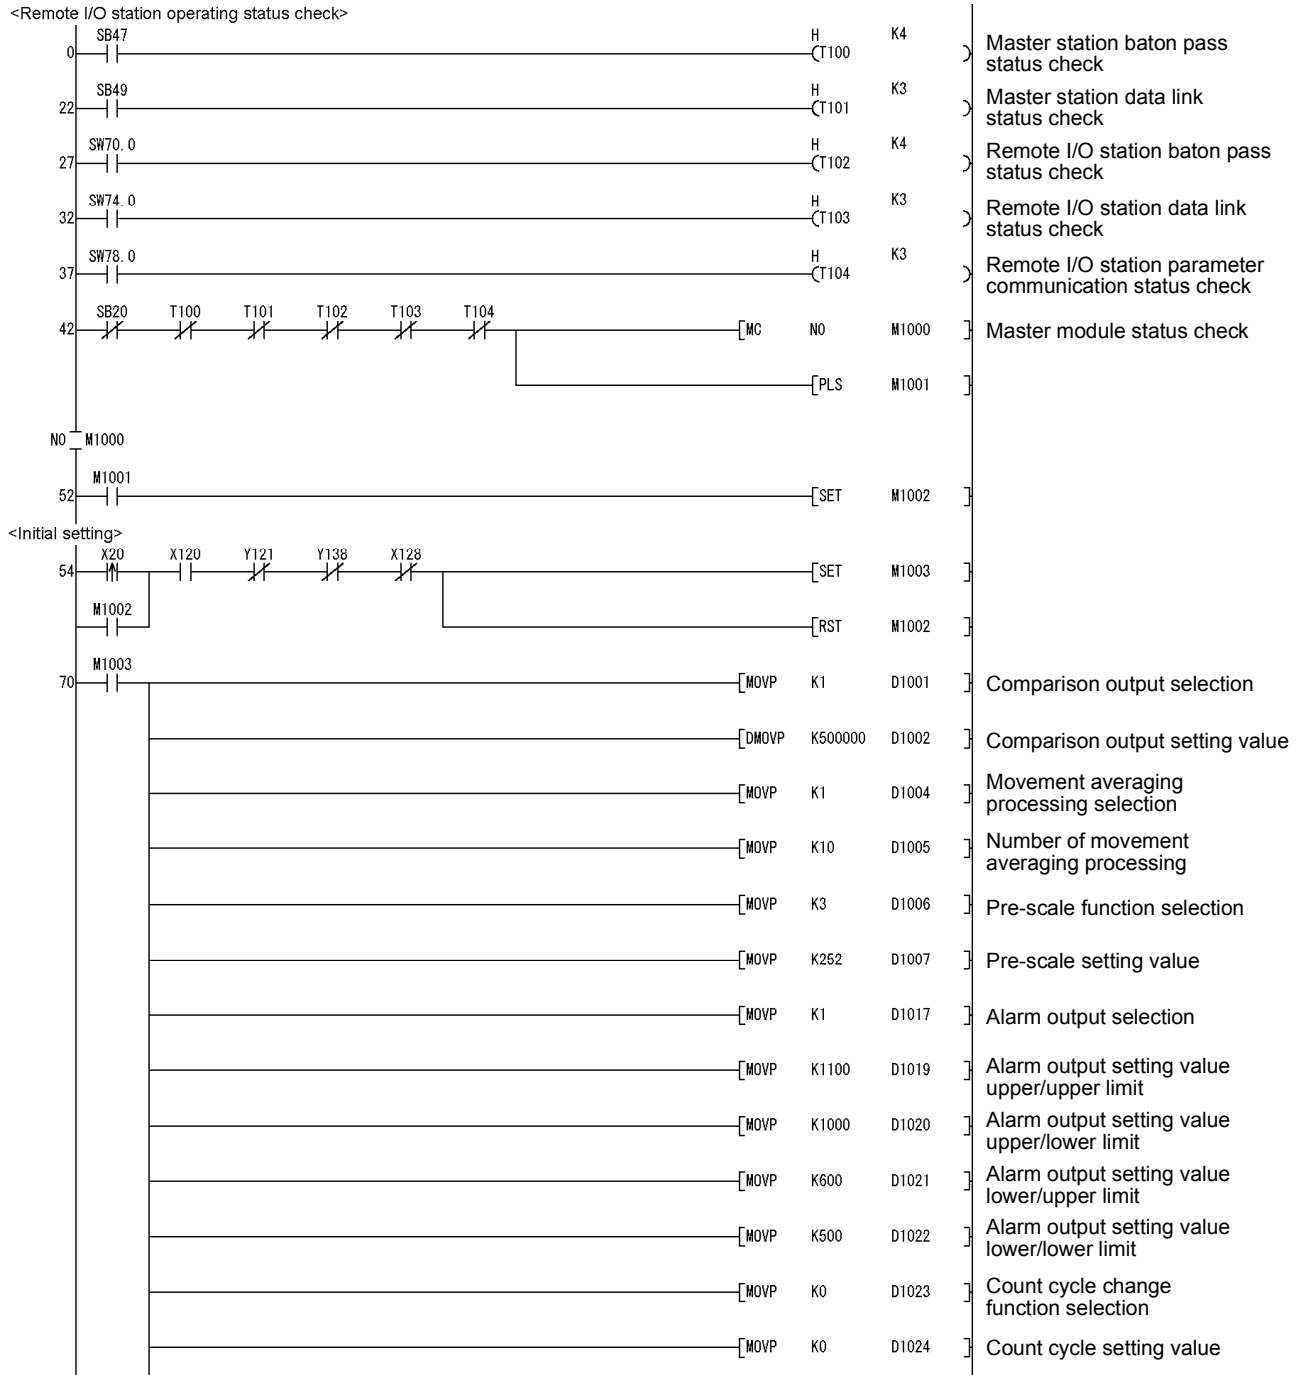 <Remote I/O station operating status check>
SB47 H K4
0 T100 Master station baton pass
status check
SB49 H K3
22 T101 Master station data link
status check
SW70.0 H K4
27 T102 Remote I/O station baton pass
status check
SW74.0 H K3
32 T103 Remote I/O station data link
status check
SW78.0 H K3
37 T104 Remote I/O station parameter
communication status check
SB20 T100 T101 T102 T103 T104
42 MC N0 M1000 Master module status check
PLS M1001
N0 M1000
M1001
52 SET M1002
<Initial setting>
X20 X120 Y121 Y138 X128
54 SET M1003
M1002
RST M1002
M1003
70 MOVP K1 D1001 Comparison output selection
DMOVP K500000 D1002 Comparison output setting value
MOVP K1 D1004 Movement averaging
processing selection
MOVP K10 D1005 Number of movement
averaging processing
MOVP K3 D1006 Pre-scale function selection
MOVP K252 D1007 Pre-scale setting value
MOVP K1 D1017 Alarm output selection
MOVP K1100 D1019 Alarm output setting value
upper/upper limit
MOVP K1000 D1020 Alarm output setting value
upper/lower limit
MOVP K600 D1021 Alarm output setting value
lower/upper limit
MOVP K500 D1022 Alarm output setting value
lower/lower limit
MOVP K0 D1023 Count cycle change
function selection
MOVP K0 D1024 Count cycle setting value